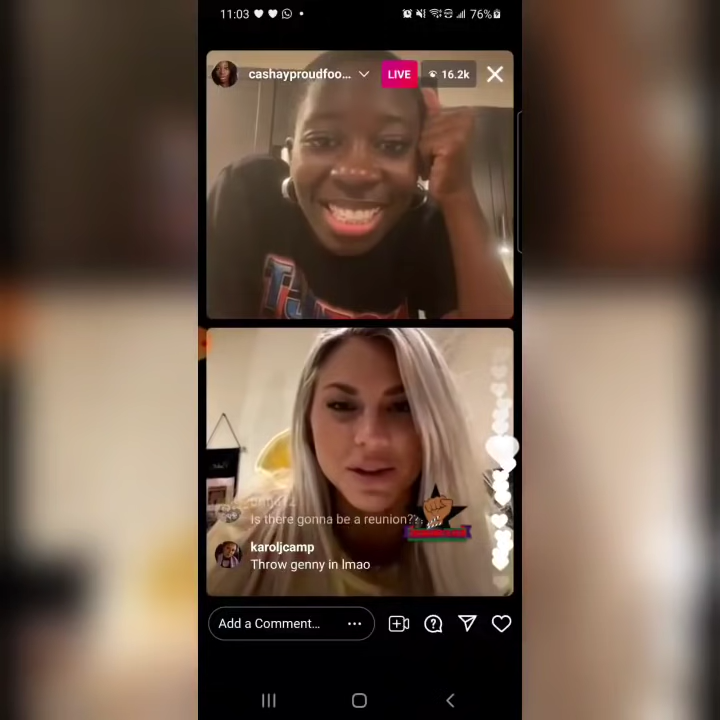 11:03
76%
cashayproudfoo...
LIVE
16.2k
Is there gonna be a reunion?
karoljcamp
Throw genny in lmao
Add a Comment...